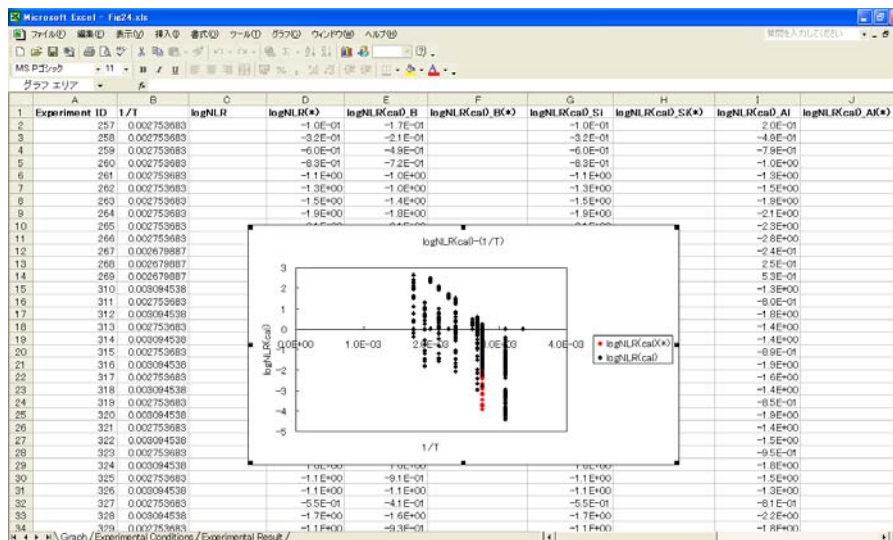 Microsoft Excel - Fig24.xls
ファイル(F) 編集(E) 表示(V) 挿入(I) 書式(O) ツール(T) グラフ(C) ウィンドウ(W) ヘルプ(H) 質問を入力してください
MS Pゴシック 11 B I U
グラフ エリア fx
A B C D E F G H I J
1 Experiment ID 1/T logNLR logNLR(*) logNLR(cal)_B logNLR(cal)_B(*) logNLR(cal)_Si logNLR(cal)_Si(*) logNLR(cal)_Al logNLR(cal)_Al(*)
2 257 0.002753683 -1.0E-01 -1.7E-01 -1.0E-01 2.0E-01
3 258 0.002753683 -3.2E-01 -2.1E-01 -3.2E-01 -4.9E-01
4 259 0.002753683 -6.0E-01 -4.9E-01 -6.0E-01 -7.9E-01
5 260 0.002753683 -8.3E-01 -7.2E-01 -8.3E-01 -1.0E+00
6 261 0.002753683 -1.1E+00 -1.0E+00 -1.1E+00 -1.3E+00
7 262 0.002753683 -1.3E+00 -1.0E+00 -1.3E+00 -1.5E+00
8 263 0.002753683 -1.5E+00 -1.4E+00 -1.5E+00 -1.9E+00
9 264 0.002753683 -1.9E+00 -1.8E+00 -1.9E+00 -2.1E+00
10 265 0.002753683 -2.3E+00
11 266 0.002753683 -2.8E+00
12 267 0.002679887 -2.4E-01
13 268 0.002679887 2.5E-01
14 269 0.002679887 5.3E-01
15 310 0.003094538 -1.3E+00
16 311 0.002753683 -8.0E-01
17 312 0.003094538 -1.8E+00
18 313 0.002753683 -1.4E+00
19 314 0.003094538 -1.4E+00
20 315 0.002753683 -8.9E-01
21 316 0.003094538 -1.9E+00
22 317 0.002753683 -1.6E+00
23 318 0.003094538 -1.4E+00
24 319 0.002753683 -8.5E-01
25 320 0.003094538 -1.9E+00
26 321 0.002753683 -1.4E+00
27 322 0.003094538 -1.5E+00
28 323 0.002753683 -9.5E-01
29 324 0.003094538 -1.8E+00
30 325 0.002753683 -1.1E+00 -9.1E-01 -1.1E+00 -1.5E+00
31 326 0.003094538 -1.1E+00 -1.1E+00 -1.1E+00 -1.3E+00
32 327 0.002753683 -5.5E-01 -4.1E-01 -5.5E-01 -8.1E-01
33 328 0.003094538 -1.7E+00 -1.6E+00 -1.7E+00 -2.2E+00
34 329 0.002753683 -1.1E+00 -9.3E-01 -1.1E+00 -1.8E+00
logNLR(cal)-(1/T)
3
2
1
0
-3
-4
-5
0.0E+00 1.0E-03 2.0E-03 3.0E-03 4.0E-03
logNLR(cal)
1/T
logNLR(cal)(*)
logNLR(cal)
Graph / Experimental Conditions / Experimental Result /